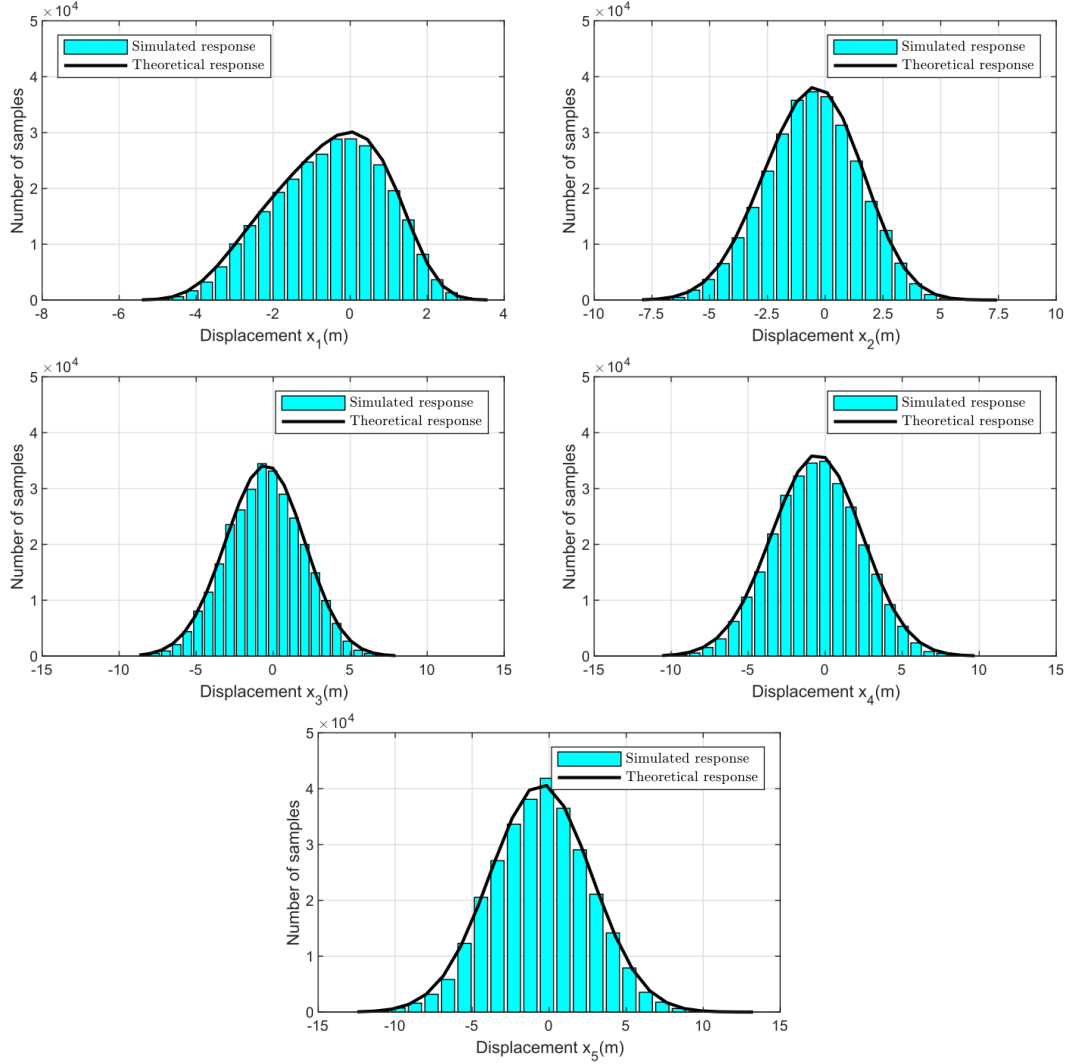 ×10^4
5
4
3
2
1
0
Number of samples
Simulated response
Theoretical response
-8 -6 -4 -2 0 2 4
Displacement x_1(m)
×10^4
5
4
3
2
1
0
Number of samples
Simulated response
Theoretical response
-10 -7.5 -5 -2.5 0 2.5 5 7.5 10
Displacement x_2(m)
×10^4
5
4
3
2
1
0
Number of samples
Simulated response
Theoretical response
-15 -10 -5 0 5 10 15
Displacement x_3(m)
×10^4
5
4
3
2
1
0
Number of samples
Simulated response
Theoretical response
-15 -10 -5 0 5 10 15
Displacement x_4(m)
×10^4
5
4
3
2
1
0
Number of samples
Simulated response
Theoretical response
-15 -10 -5 0 5 10 15
Displacement x_5(m)